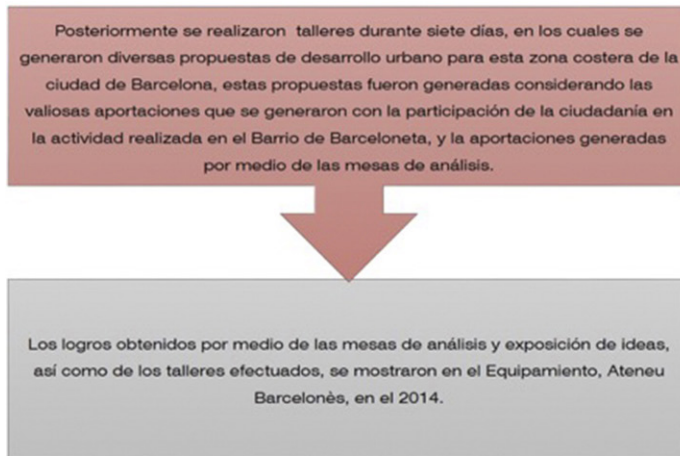 Posteriormente se realizaron talleres durante siete días, en los cuales se
generaron diversas propuestas de desarrollo urbano para esta zona costera de la
ciudad de Barcelona, estas propuestas fueron generadas considerando las
valiosas aportaciones que se generaron con la participación de la ciudadanía en
la actividad realizada en el Barrio de Barceloneta, y la aportaciones generadas
por medio de las mesas de análisis.
Los logros obtenidos por medio de las mesas de análisis y exposición de ideas,
así como de los talleres efectuados, se mostraron en el Equipamiento, Ateneu
Barcelonès, en el 2014.